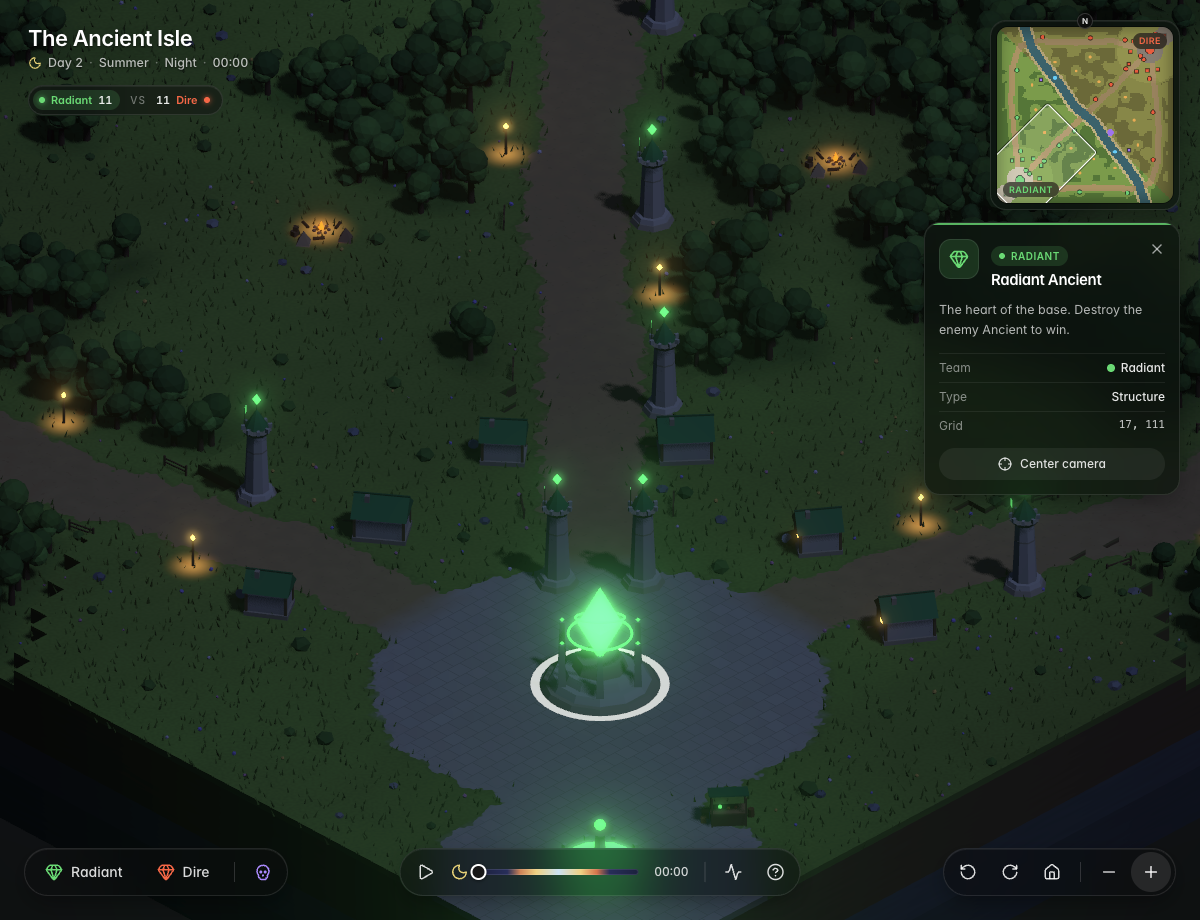 The Ancient Isle
Day 2 · Summer · Night · 00:00
Radiant 11 VS 11 Dire
N
DIRE
RADIANT
RADIANT
Radiant Ancient
The heart of the base. Destroy the
enemy Ancient to win.
Team Radiant
Type Structure
Grid 17, 111
Center camera
Radiant Dire
00:00